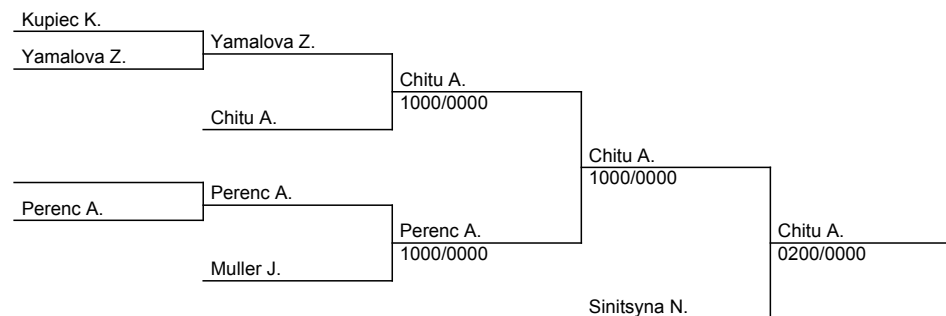 Kupiec K.
Yamalova Z.
Yamalova Z.
Chitu A.
1000/0000
Chitu A.
Chitu A.
1000/0000
Perenc A.
Perenc A.
Perenc A.
1000/0000
Chitu A.
0200/0000
Muller J.
Sinitsyna N.